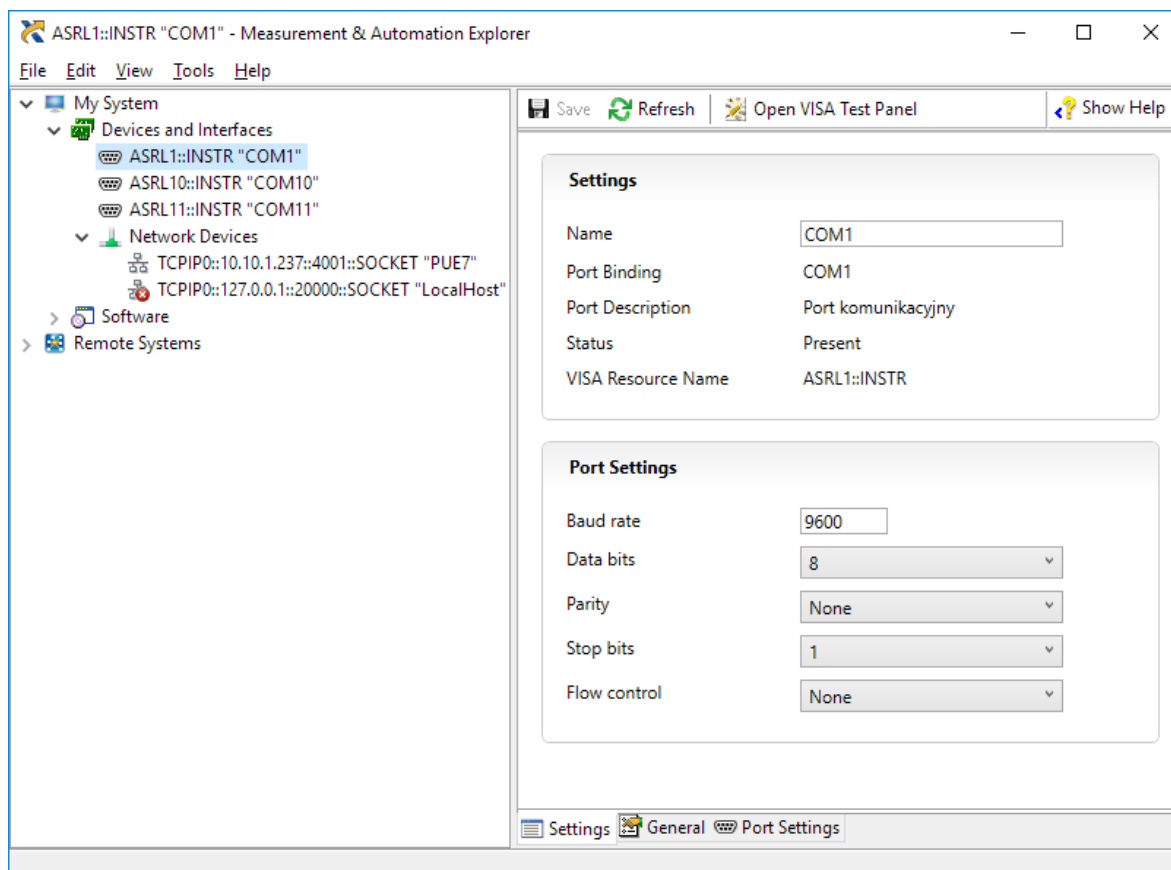 ASRL1::INSTR "COM1" - Measurement & Automation Explorer
File Edit View Tools Help
My System
Devices and Interfaces
ASRL1::INSTR "COM1"
ASRL10::INSTR "COM10"
ASRL11::INSTR "COM11"
Network Devices
TCPIP0::10.10.1.237::4001::SOCKET "PUE7"
TCPIP0::127.0.0.1::20000::SOCKET "LocalHost"
Software
Remote Systems
Save Refresh Open VISA Test Panel Show Help
Settings
Name COM1
Port Binding COM1
Port Description Port komunikacyjny
Status Present
VISA Resource Name ASRL1::INSTR
Port Settings
Baud rate 9600
Data bits 8
Parity None
Stop bits 1
Flow control None
Settings General Port Settings